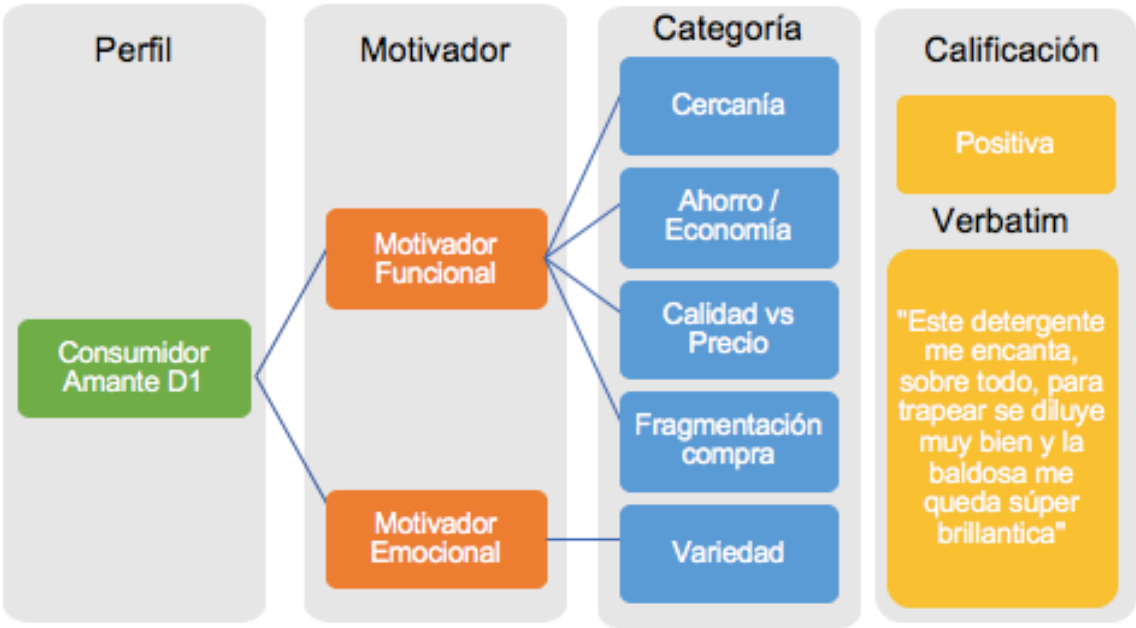 Perfil
Consumidor
Amante D1
Motivador
Motivador
Funcional
Motivador
Emocional
Categoría
Cercanía
Ahorro /
Economía
Calidad vs
Precio
Fragmentación
compra
Variedad
Calificación
Positiva
Verbatim
"Este detergente
me encanta,
sobre todo, para
trapear se diluye
muy bien y la
baldosa me
queda súper
brillantica"